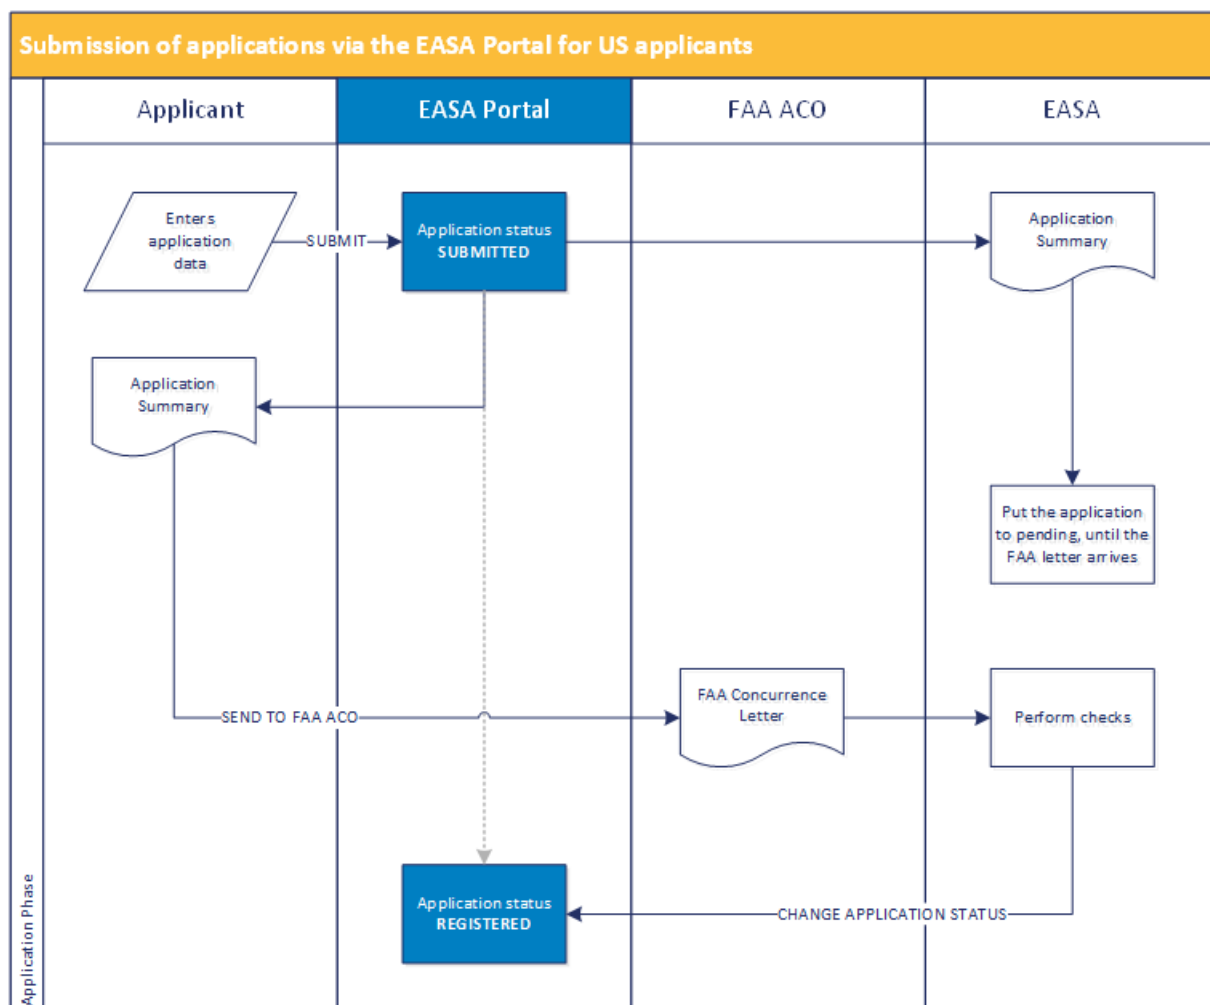 Submission of applications via the EASA Portal for US applicants
Applicant
EASA Portal
FAA ACO
EASA
Enters
application
data
SUBMIT
Application status
SUBMITTED
Application
Summary
Application
Summary
Put the application
to pending, until the
FAA letter arrives
SEND TO FAA ACO
FAA Concurrence
Letter
Perform checks
Application status
REGISTERED
CHANGE APPLICATION STATUS
Application Phase